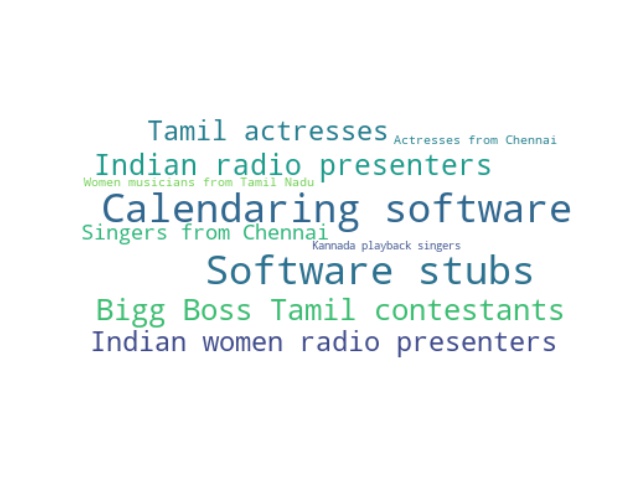 Tamil actresses
Actresses from Chennai
Indian radio presenters
Women musicians from Tamil Nadu
Calendaring software
Singers from Chennai
Kannada playback singers
Software stubs
Bigg Boss Tamil contestants
Indian women radio presenters